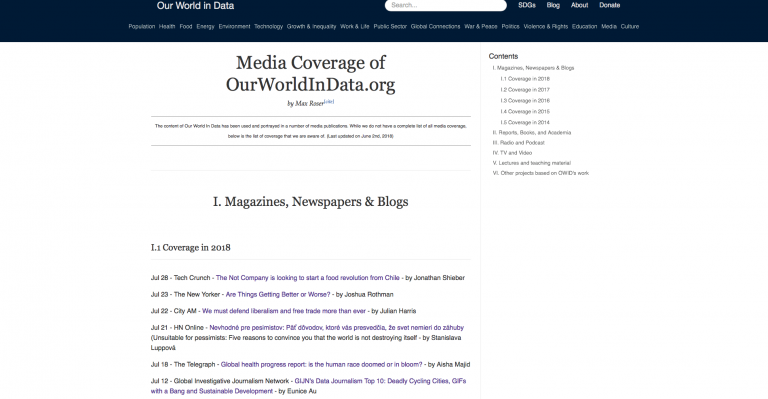 Our World in Data
Search...
SDGs Blog About Donate
Population Health Food Energy Environment Technology Growth & Inequality Work & Life Public Sector Global Connections War & Peace Politics Violence & Rights Education Media Culture
Media Coverage of
OurWorldInData.org
by Max Roser[cite]
The content of Our World In Data has been used and portrayed in a number of media publications. While we do not have a complete list of all media coverage,
below is the list of coverage that we are aware of. (Last updated on June 2nd, 2018)
I. Magazines, Newspapers & Blogs
I.1 Coverage in 2018
Jul 28 - Tech Crunch - The Not Company is looking to start a food revolution from Chile - by Jonathan Shieber
Jul 23 - The New Yorker - Are Things Getting Better or Worse? - by Joshua Rothman
Jul 22 - City AM - We must defend liberalism and free trade more than ever - by Julian Harris
Jul 21 - HN Online - Nevhodné pre pesimistov: Päť dôvodov, ktoré vás presvedčia, že svet nemieri do záhuby
(Unsuitable for pessimists: Five reasons to convince you that the world is not destroying itself - by Stanislava
Luppová
Jul 18 - The Telegraph - Global health progress report: is the human race doomed or in bloom? - by Aisha Majid
Jul 12 - Global Investigative Journalism Network - GIJN's Data Journalism Top 10: Deadly Cycling Cities, GIFs
with a Bang and Sustainable Development - by Eunice Au
Contents
I. Magazines, Newspapers & Blogs
I.1 Coverage in 2018
I.2 Coverage in 2017
I.3 Coverage in 2016
I.4 Coverage in 2015
I.5 Coverage in 2014
II. Reports, Books, and Academia
III. Radio and Podcast
IV. TV and Video
V. Lectures and teaching material
VI. Other projects based on OWID's work